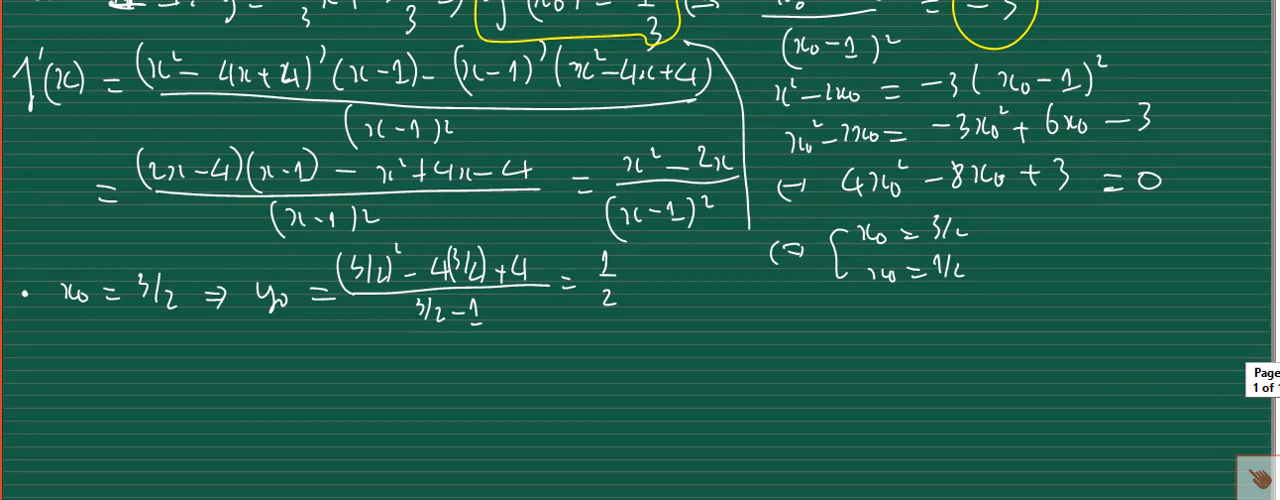 f'(x) = (x² - 4x + 4)'(x - 1) - (x - 1)'(x² - 4x + 4) / (x - 1)²
= (2x - 4)(x - 1) - x² + 4x - 4 / (x - 1)² = x² - 2x / (x - 1)²
• x₀ = 3/2 ⇒ y₀ = (3/2)² - 4(3/2) + 4 / 3/2 - 1 = 1/2
(x₀ - 1)² = -3
x² - 2x₀ = -3(x₀ - 1)²
x₀² - 2x₀ = -3x₀² + 6x₀ - 3
⇔ 4x₀² - 8x₀ + 3 = 0
⇔ [ x₀ = 3/2
x₀ = 1/2
Page
1 of 1